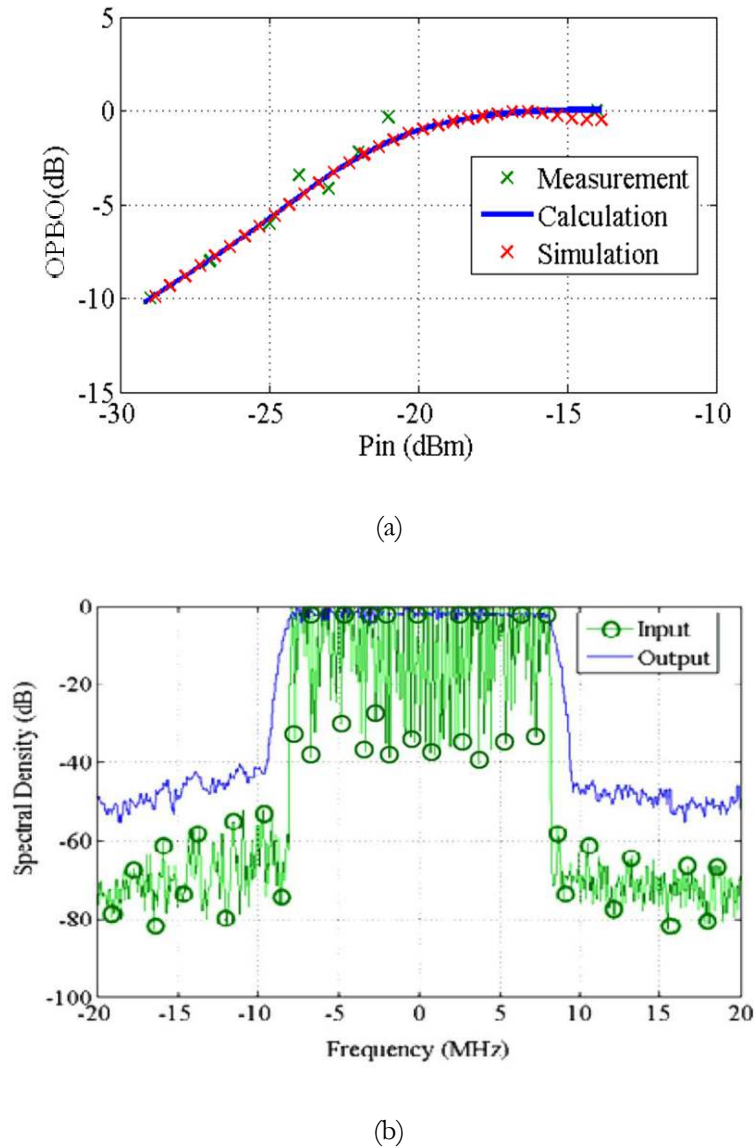 5
0
-5
-10
-15
OPBO(dB)
Measurement
Calculation
Simulation
-30 -25 -20 -15 -10
Pin (dBm)
(a)
0
-20
-40
-60
-80
-100
Spectral Density (dB)
Input
Output
-20 -15 -10 -5 0 5 10 15 20
Frequency (MHz)
(b)